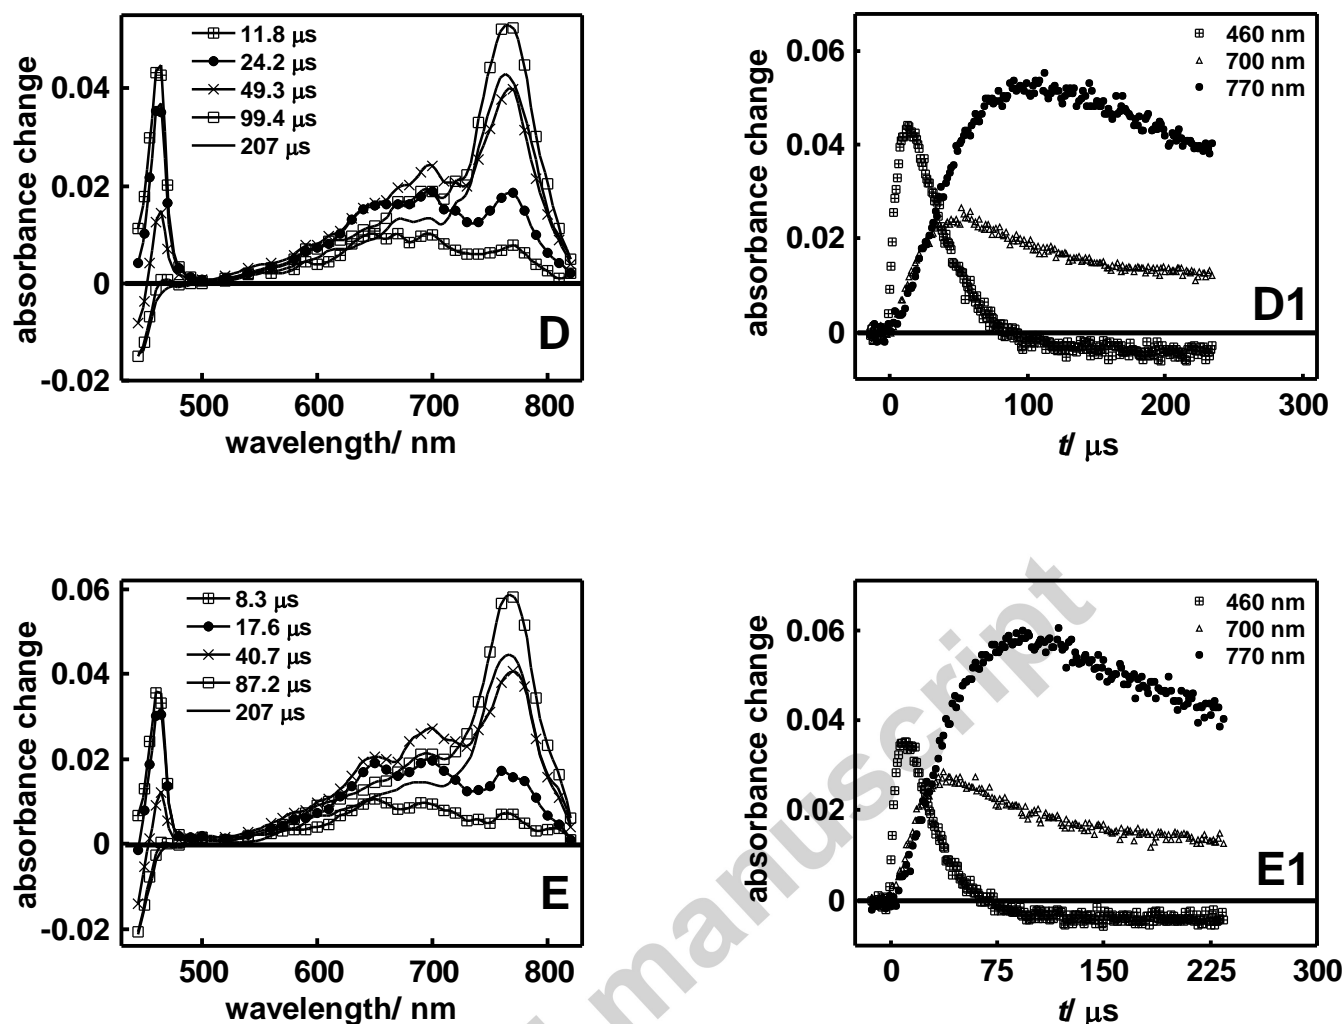 absorbance change
0.04
0.02
0
-0.02
11.8 μs
24.2 μs
49.3 μs
99.4 μs
207 μs
D
500 600 700 800
wavelength/ nm
absorbance change
0.06
0.04
0.02
0
460 nm
700 nm
770 nm
D1
0 100 200 300
t/ μs
absorbance change
0.06
0.04
0.02
0
-0.02
8.3 μs
17.6 μs
40.7 μs
87.2 μs
207 μs
E
500 600 700 800
wavelength/ nm
absorbance change
0.06
0.04
0.02
0
460 nm
700 nm
770 nm
E1
0 75 150 225 300
t/ μs
manuscript